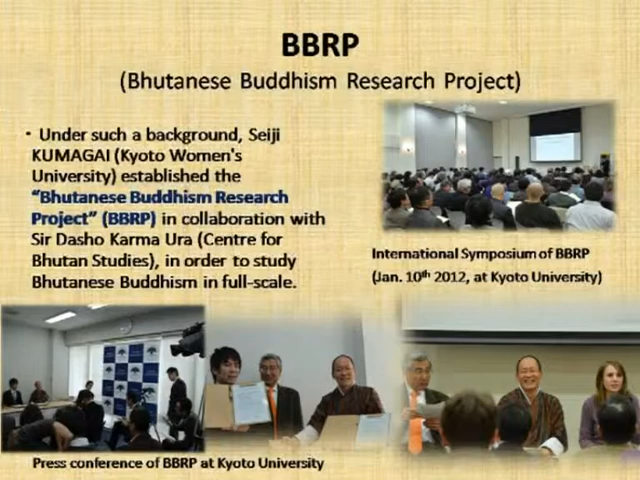 BBRP
(Bhutanese Buddhism Research Project)
• Under such a background, Seiji
KUMAGAI (Kyoto Women's
University) established the
“Bhutanese Buddhism Research
Project” (BBRP) in collaboration with
Sir Dasho Karma Ura (Centre for
Bhutan Studies), in order to study
Bhutanese Buddhism in full-scale.
International Symposium of BBRP
(Jan. 10th 2012, at Kyoto University)
Press conference of BBRP at Kyoto University